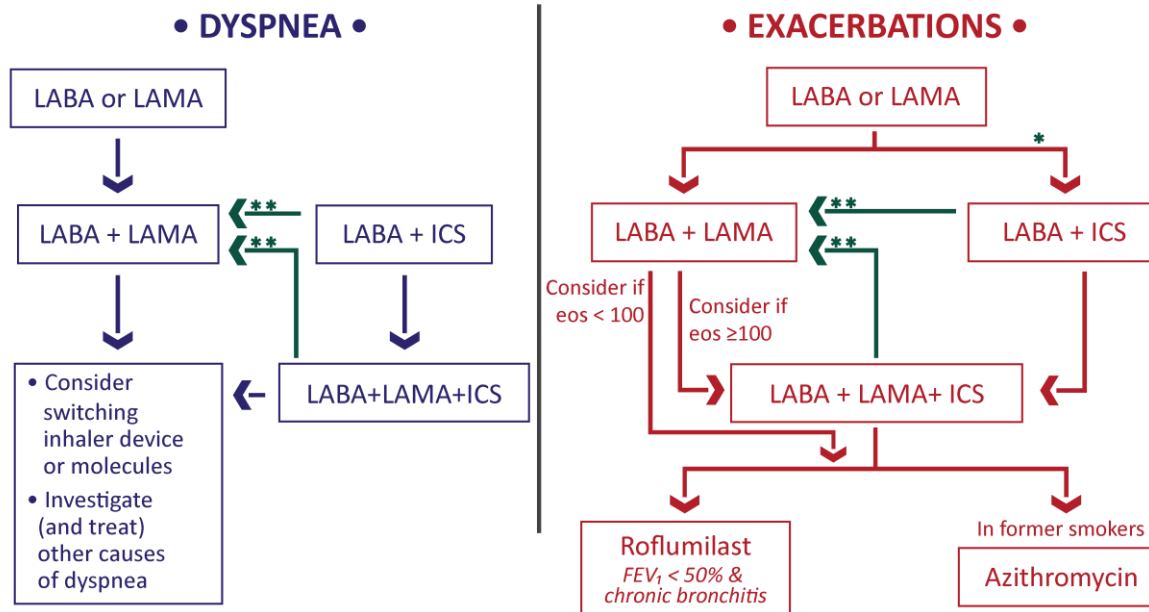 • DYSPNEA •
LABA or LAMA
LABA + LAMA
**
**
LABA + ICS
• Consider
switching
inhaler device
or molecules
• Investigate
(and treat)
other causes
of dyspnea
LABA+LAMA+ICS
• EXACERBATIONS •
LABA or LAMA
*
LABA + LAMA
**
**
LABA + ICS
Consider if
eos < 100
Consider if
eos ≥100
LABA + LAMA+ ICS
Roflumilast
FEV₁ < 50% &
chronic bronchitis
In former smokers
Azithromycin